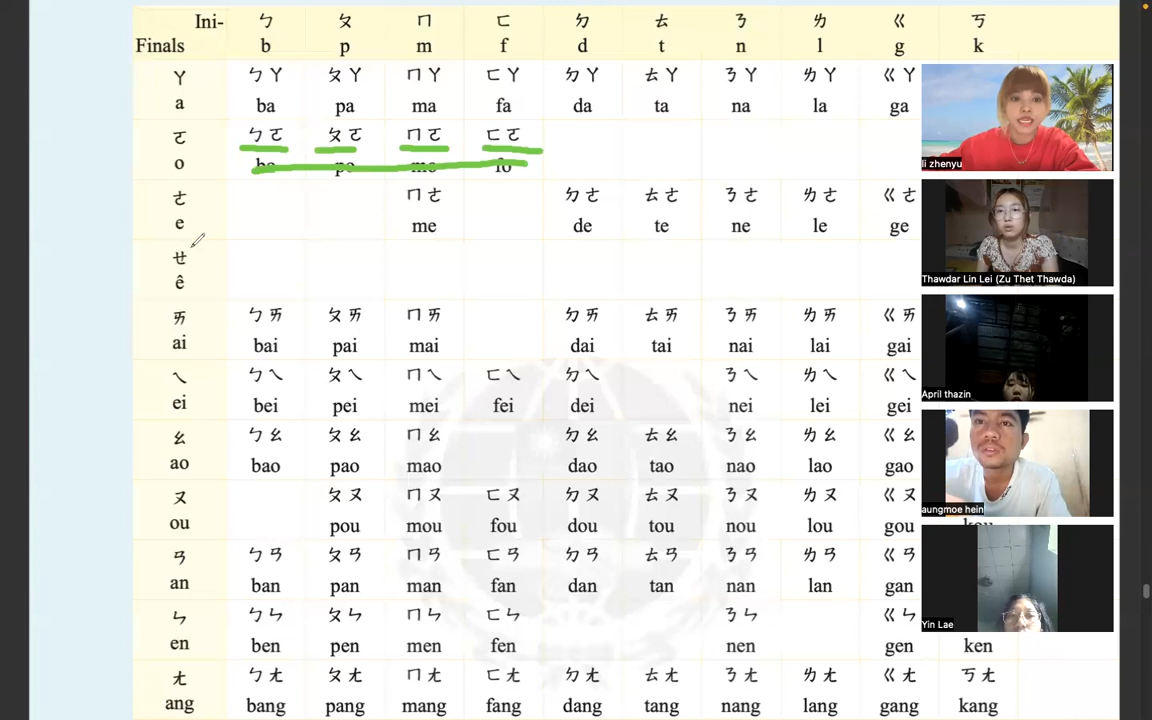 Ini- ㄅ ㄆ ㄇ ㄈ ㄉ ㄊ ㄋ ㄌ ㄍ ㄎ
Finals b p m f d t n l g k
ㄚ ㄅㄚ ㄆㄚ ㄇㄚ ㄈㄚ ㄉㄚ ㄊㄚ ㄋㄚ ㄌㄚ ㄍㄚ
a ba pa ma fa da ta na la ga
li zhenyu
ㄛ ㄅㄛ ㄆㄛ ㄇㄛ ㄈㄛ
o bo po mo fo
ㄜ ㄇㄜ ㄉㄜ ㄊㄜ ㄋㄜ ㄌㄜ ㄍㄜ
e me de te ne le ge
ㄝ
ê
Thawdar Lin Lei (Zu Thet Thawda)
ㄞ ㄅㄞ ㄆㄞ ㄇㄞ ㄉㄞ ㄊㄞ ㄋㄞ ㄌㄞ ㄍㄞ
ai bai pai mai dai tai nai lai gai
ㄟ ㄅㄟ ㄆㄟ ㄇㄟ ㄈㄟ ㄉㄟ ㄋㄟ ㄌㄟ ㄍㄟ
ei bei pei mei fei dei nei lei gei
April thazin
ㄠ ㄅㄠ ㄆㄠ ㄇㄠ ㄉㄠ ㄊㄠ ㄋㄠ ㄌㄠ ㄍㄠ
ao bao pao mao dao tao nao lao gao
ㄡ ㄆㄡ ㄇㄡ ㄈㄡ ㄉㄡ ㄊㄡ ㄋㄡ ㄌㄡ ㄍㄡ
ou pou mou fou dou tou nou lou gou kou
aungmoe hein
ㄢ ㄅㄢ ㄆㄢ ㄇㄢ ㄈㄢ ㄉㄢ ㄊㄢ ㄋㄢ ㄌㄢ ㄍㄢ
an ban pan man fan dan tan nan lan gan
ㄣ ㄅㄣ ㄆㄣ ㄇㄣ ㄈㄣ ㄋㄣ ㄍㄣ
en ben pen men fen nen gen ken
Yin Lae
ㄤ ㄅㄤ ㄆㄤ ㄇㄤ ㄈㄤ ㄉㄤ ㄊㄤ ㄋㄤ ㄌㄤ ㄍㄤ ㄎㄤ
ang bang pang mang fang dang tang nang lang gang kang